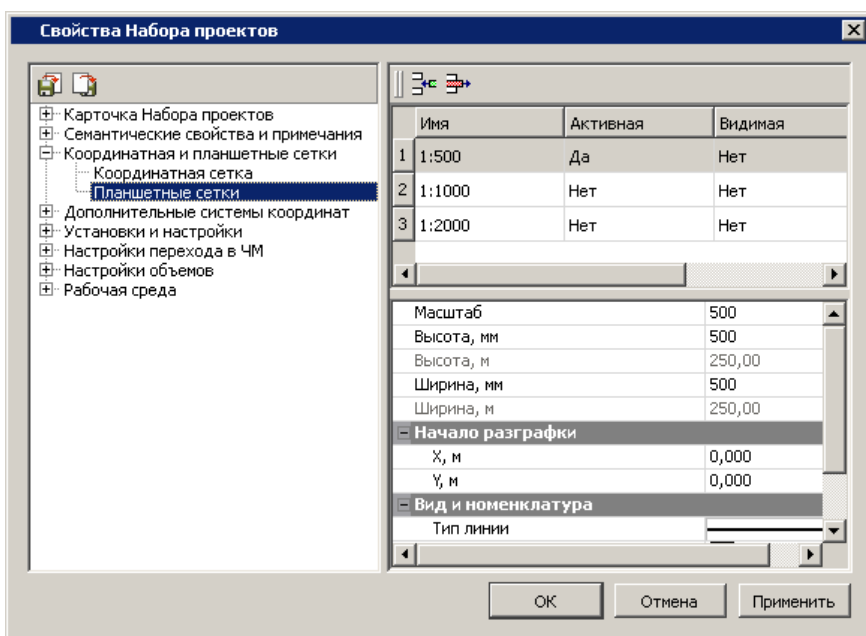 Свойства Набора проектов
Карточка Набора проектов
Семантические свойства и примечания
Координатная и планшетные сетки
Координатная сетка
Планшетные сетки
Дополнительные системы координат
Установки и настройки
Настройки перехода в ЧМ
Настройки объемов
Рабочая среда
Имя Активная Видимая
1 1:500 Да Нет
2 1:1000 Нет Нет
3 1:2000 Нет Нет
Масштаб 500
Высота, мм 500
Высота, м 250,00
Ширина, мм 500
Ширина, м 250,00
Начало разграфки
X, м 0,000
Y, м 0,000
Вид и номенклатура
Тип линии
ОК Отмена Применить